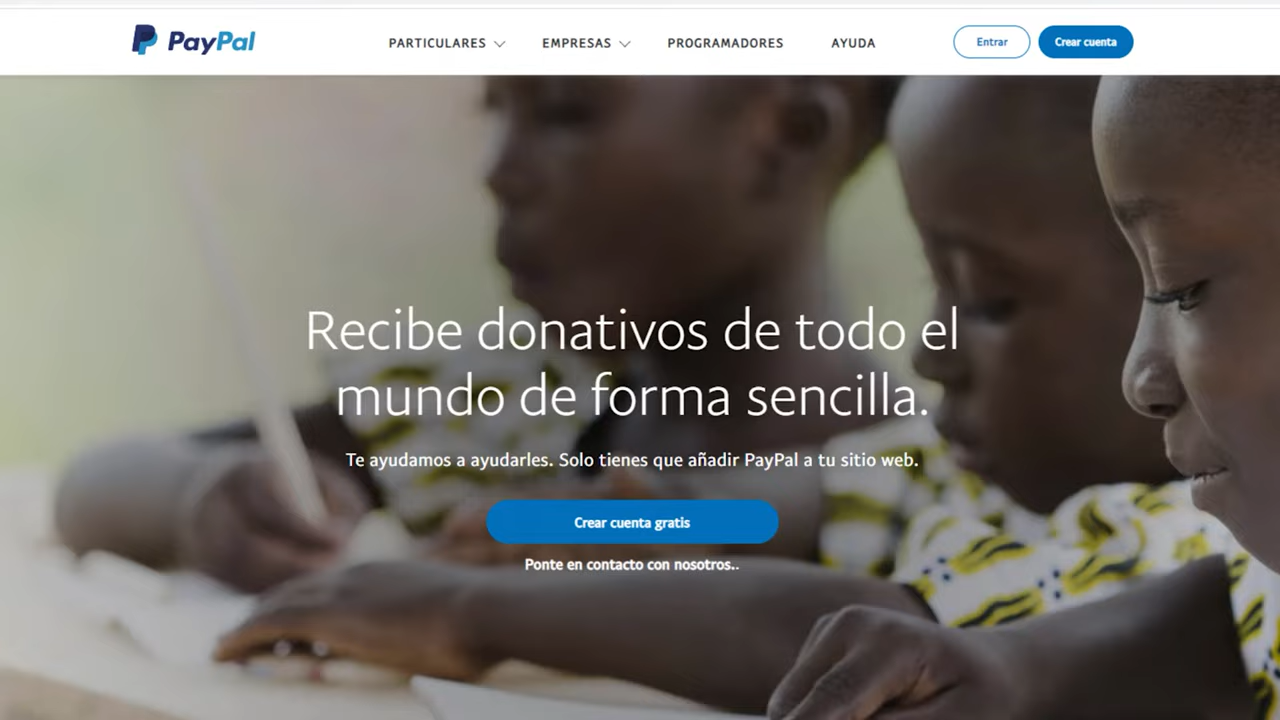 PayPal
PARTICULARES
EMPRESAS
PROGRAMADORES
AYUDA
Entrar
Crear cuenta
Recibe donativos de todo el
mundo de forma sencilla.
Te ayudamos a ayudarles. Solo tienes que añadir PayPal a tu sitio web.
Crear cuenta gratis
Ponte en contacto con nosotros..